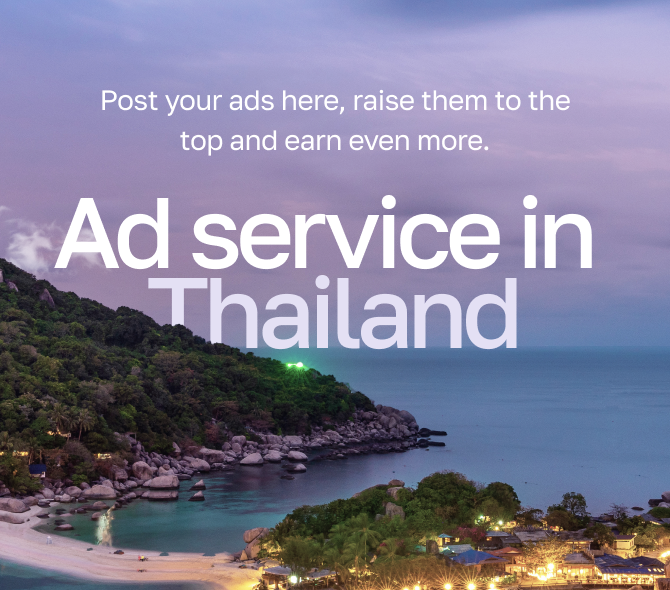 Post your ads here, raise them to the
top and earn even more.
Ad service in
Thailand